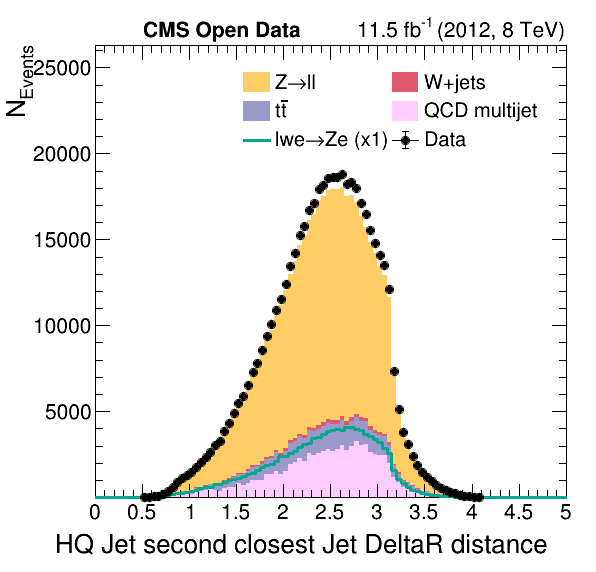 CMS Open Data 11.5 fb⁻¹ (2012, 8 TeV)
N_Events
25000
20000
15000
10000
5000
Z→ll W+jets
tt̄ QCD multijet
lwe→Ze (x1) Data
0 0.5 1 1.5 2 2.5 3 3.5 4 4.5 5
HQ Jet second closest Jet DeltaR distance